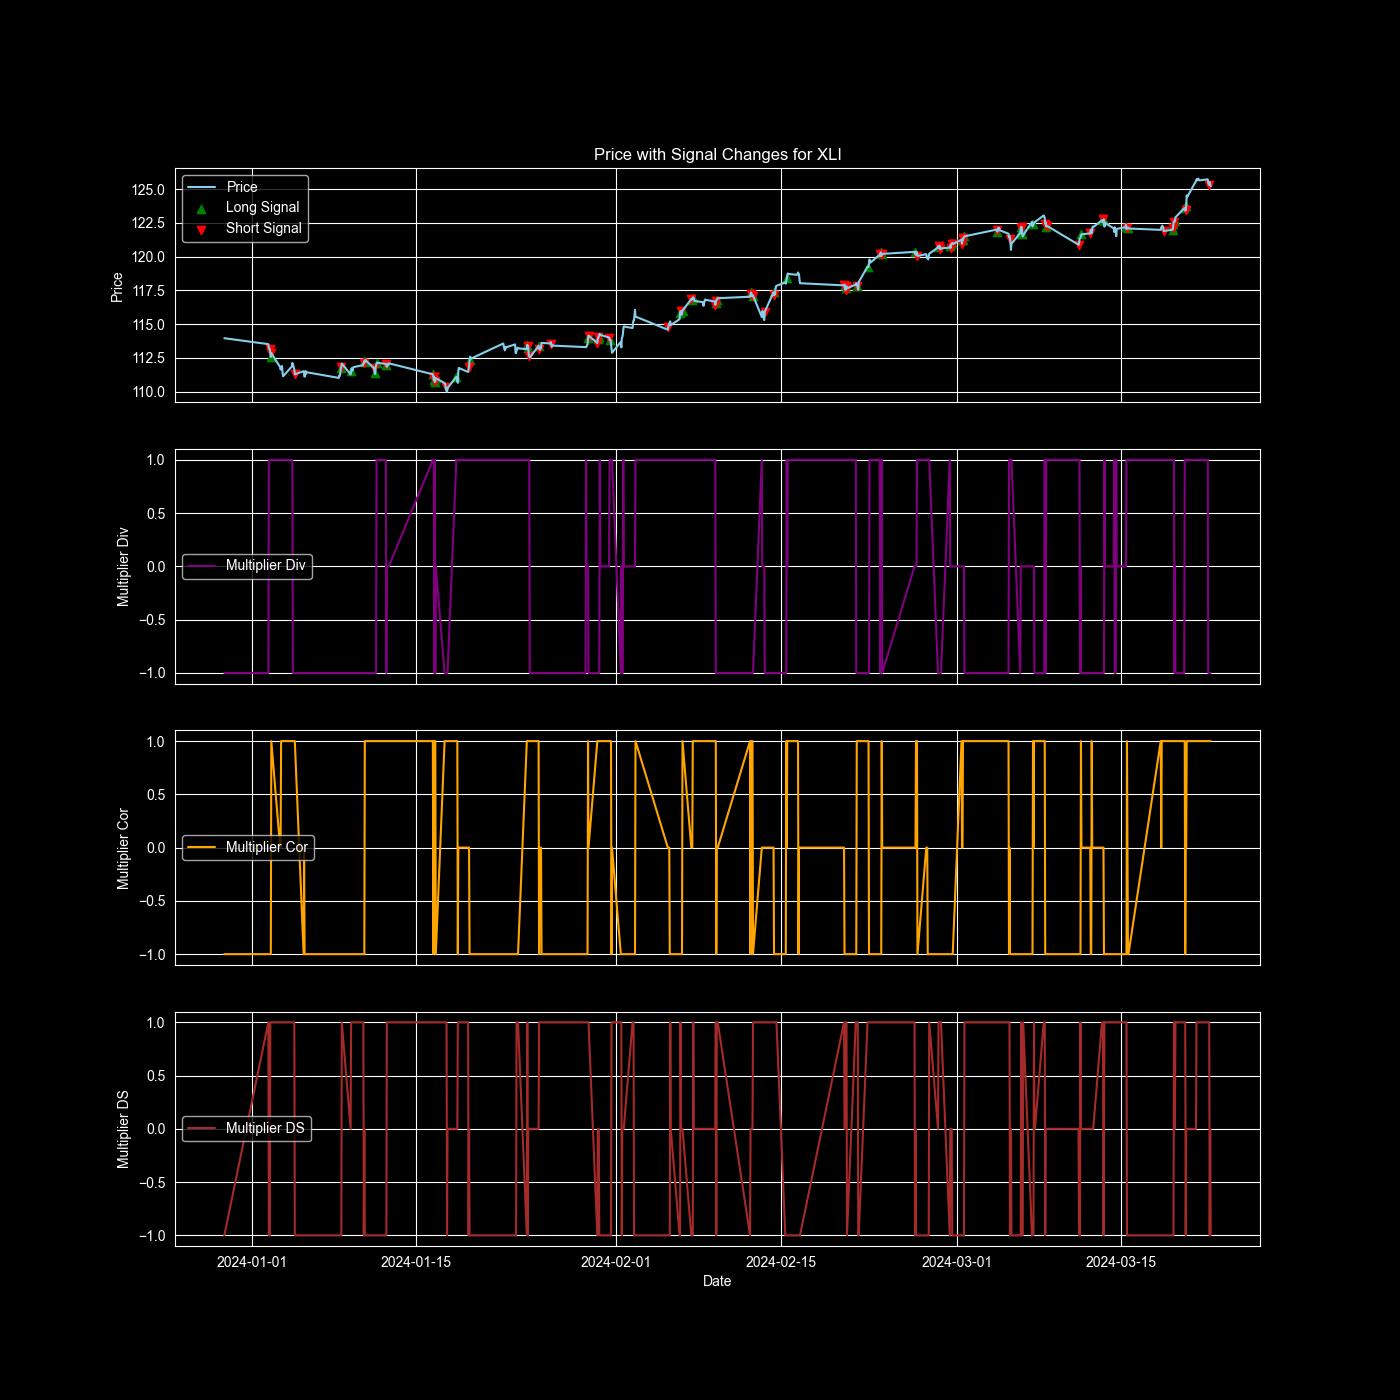 Price with Signal Changes for XLI
Price
Long Signal
Short Signal
125.0
122.5
120.0
117.5
115.0
112.5
110.0
Price
1.0
0.5
0.0
−0.5
−1.0
Multiplier Div
Multiplier Div
1.0
0.5
0.0
−0.5
−1.0
Multiplier Cor
Multiplier Cor
1.0
0.5
0.0
−0.5
−1.0
Multiplier DS
Multiplier DS
2024-01-01 2024-01-15 2024-02-01 2024-02-15 2024-03-01 2024-03-15
Date